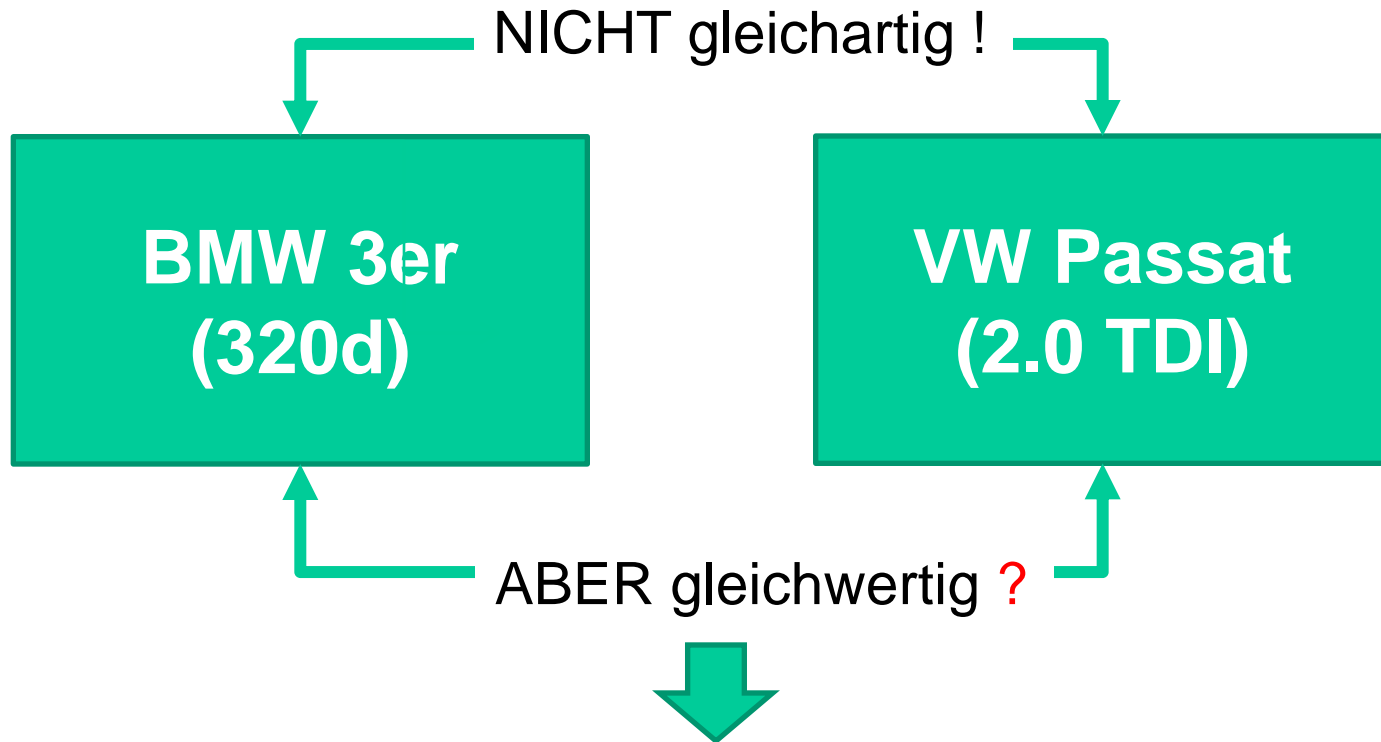 NICHT gleichartig !
BMW 3er
(320d)
VW Passat
(2.0 TDI)
ABER gleichwertig ?